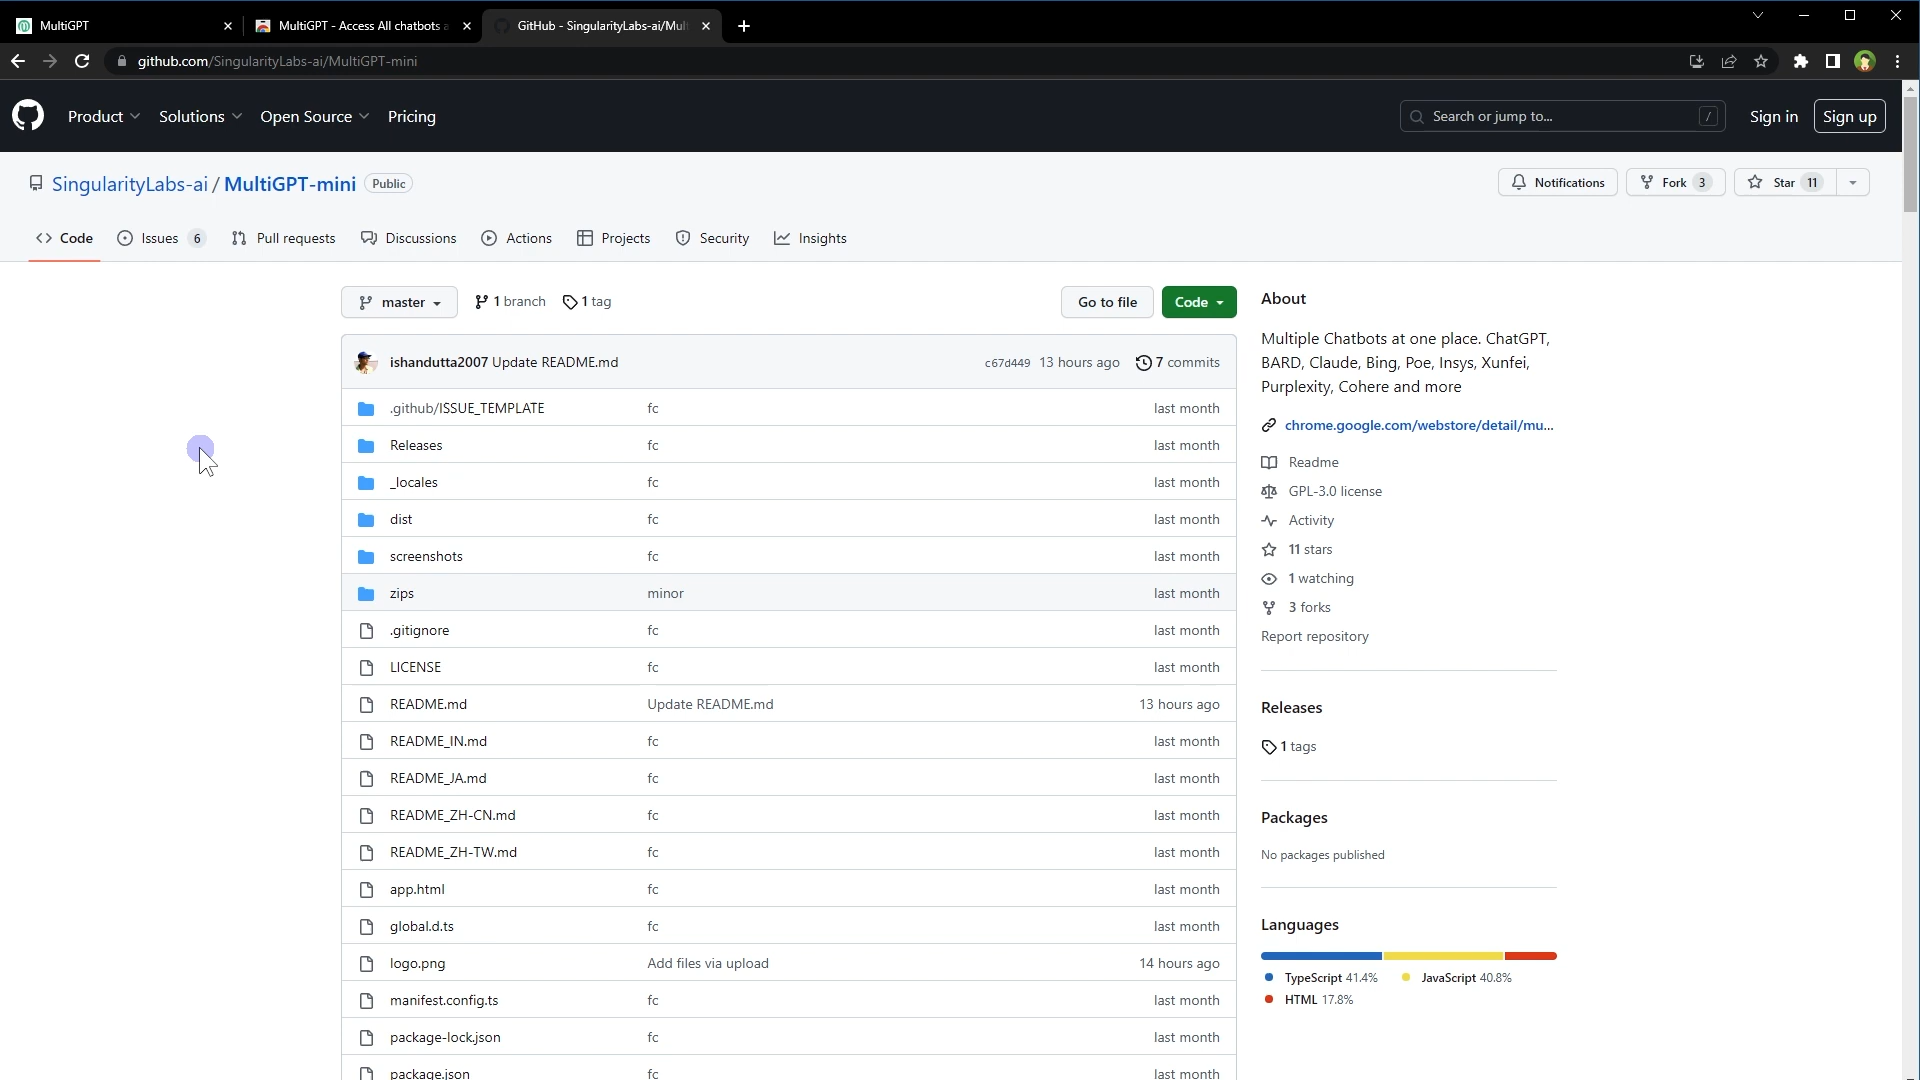 MultiGPT
MultiGPT - Access All chatbots a
GitHub - SingularityLabs-ai/Mult
github.com/SingularityLabs-ai/MultiGPT-mini
Product
Solutions
Open Source
Pricing
Search or jump to...
/
Sign in
Sign up
SingularityLabs-ai / MultiGPT-mini Public
Notifications
Fork 3
Star 11
Code
Issues 6
Pull requests
Discussions
Actions
Projects
Security
Insights
master
1 branch
1 tag
Go to file
Code
ishandutta2007 Update README.md c67d449 13 hours ago 7 commits
.github/ISSUE_TEMPLATE fc last month
Releases fc last month
_locales fc last month
dist fc last month
screenshots fc last month
zips minor last month
.gitignore fc last month
LICENSE fc last month
README.md Update README.md 13 hours ago
README_IN.md fc last month
README_JA.md fc last month
README_ZH-CN.md fc last month
README_ZH-TW.md fc last month
app.html fc last month
global.d.ts fc last month
logo.png Add files via upload 14 hours ago
manifest.config.ts fc last month
package-lock.json fc last month
package.json fc last month
About
Multiple Chatbots at one place. ChatGPT,
BARD, Claude, Bing, Poe, Insys, Xunfei,
Purplexity, Cohere and more
chrome.google.com/webstore/detail/mu...
Readme
GPL-3.0 license
Activity
11 stars
1 watching
3 forks
Report repository
Releases
1 tags
Packages
No packages published
Languages
TypeScript 41.4%
JavaScript 40.8%
HTML 17.8%